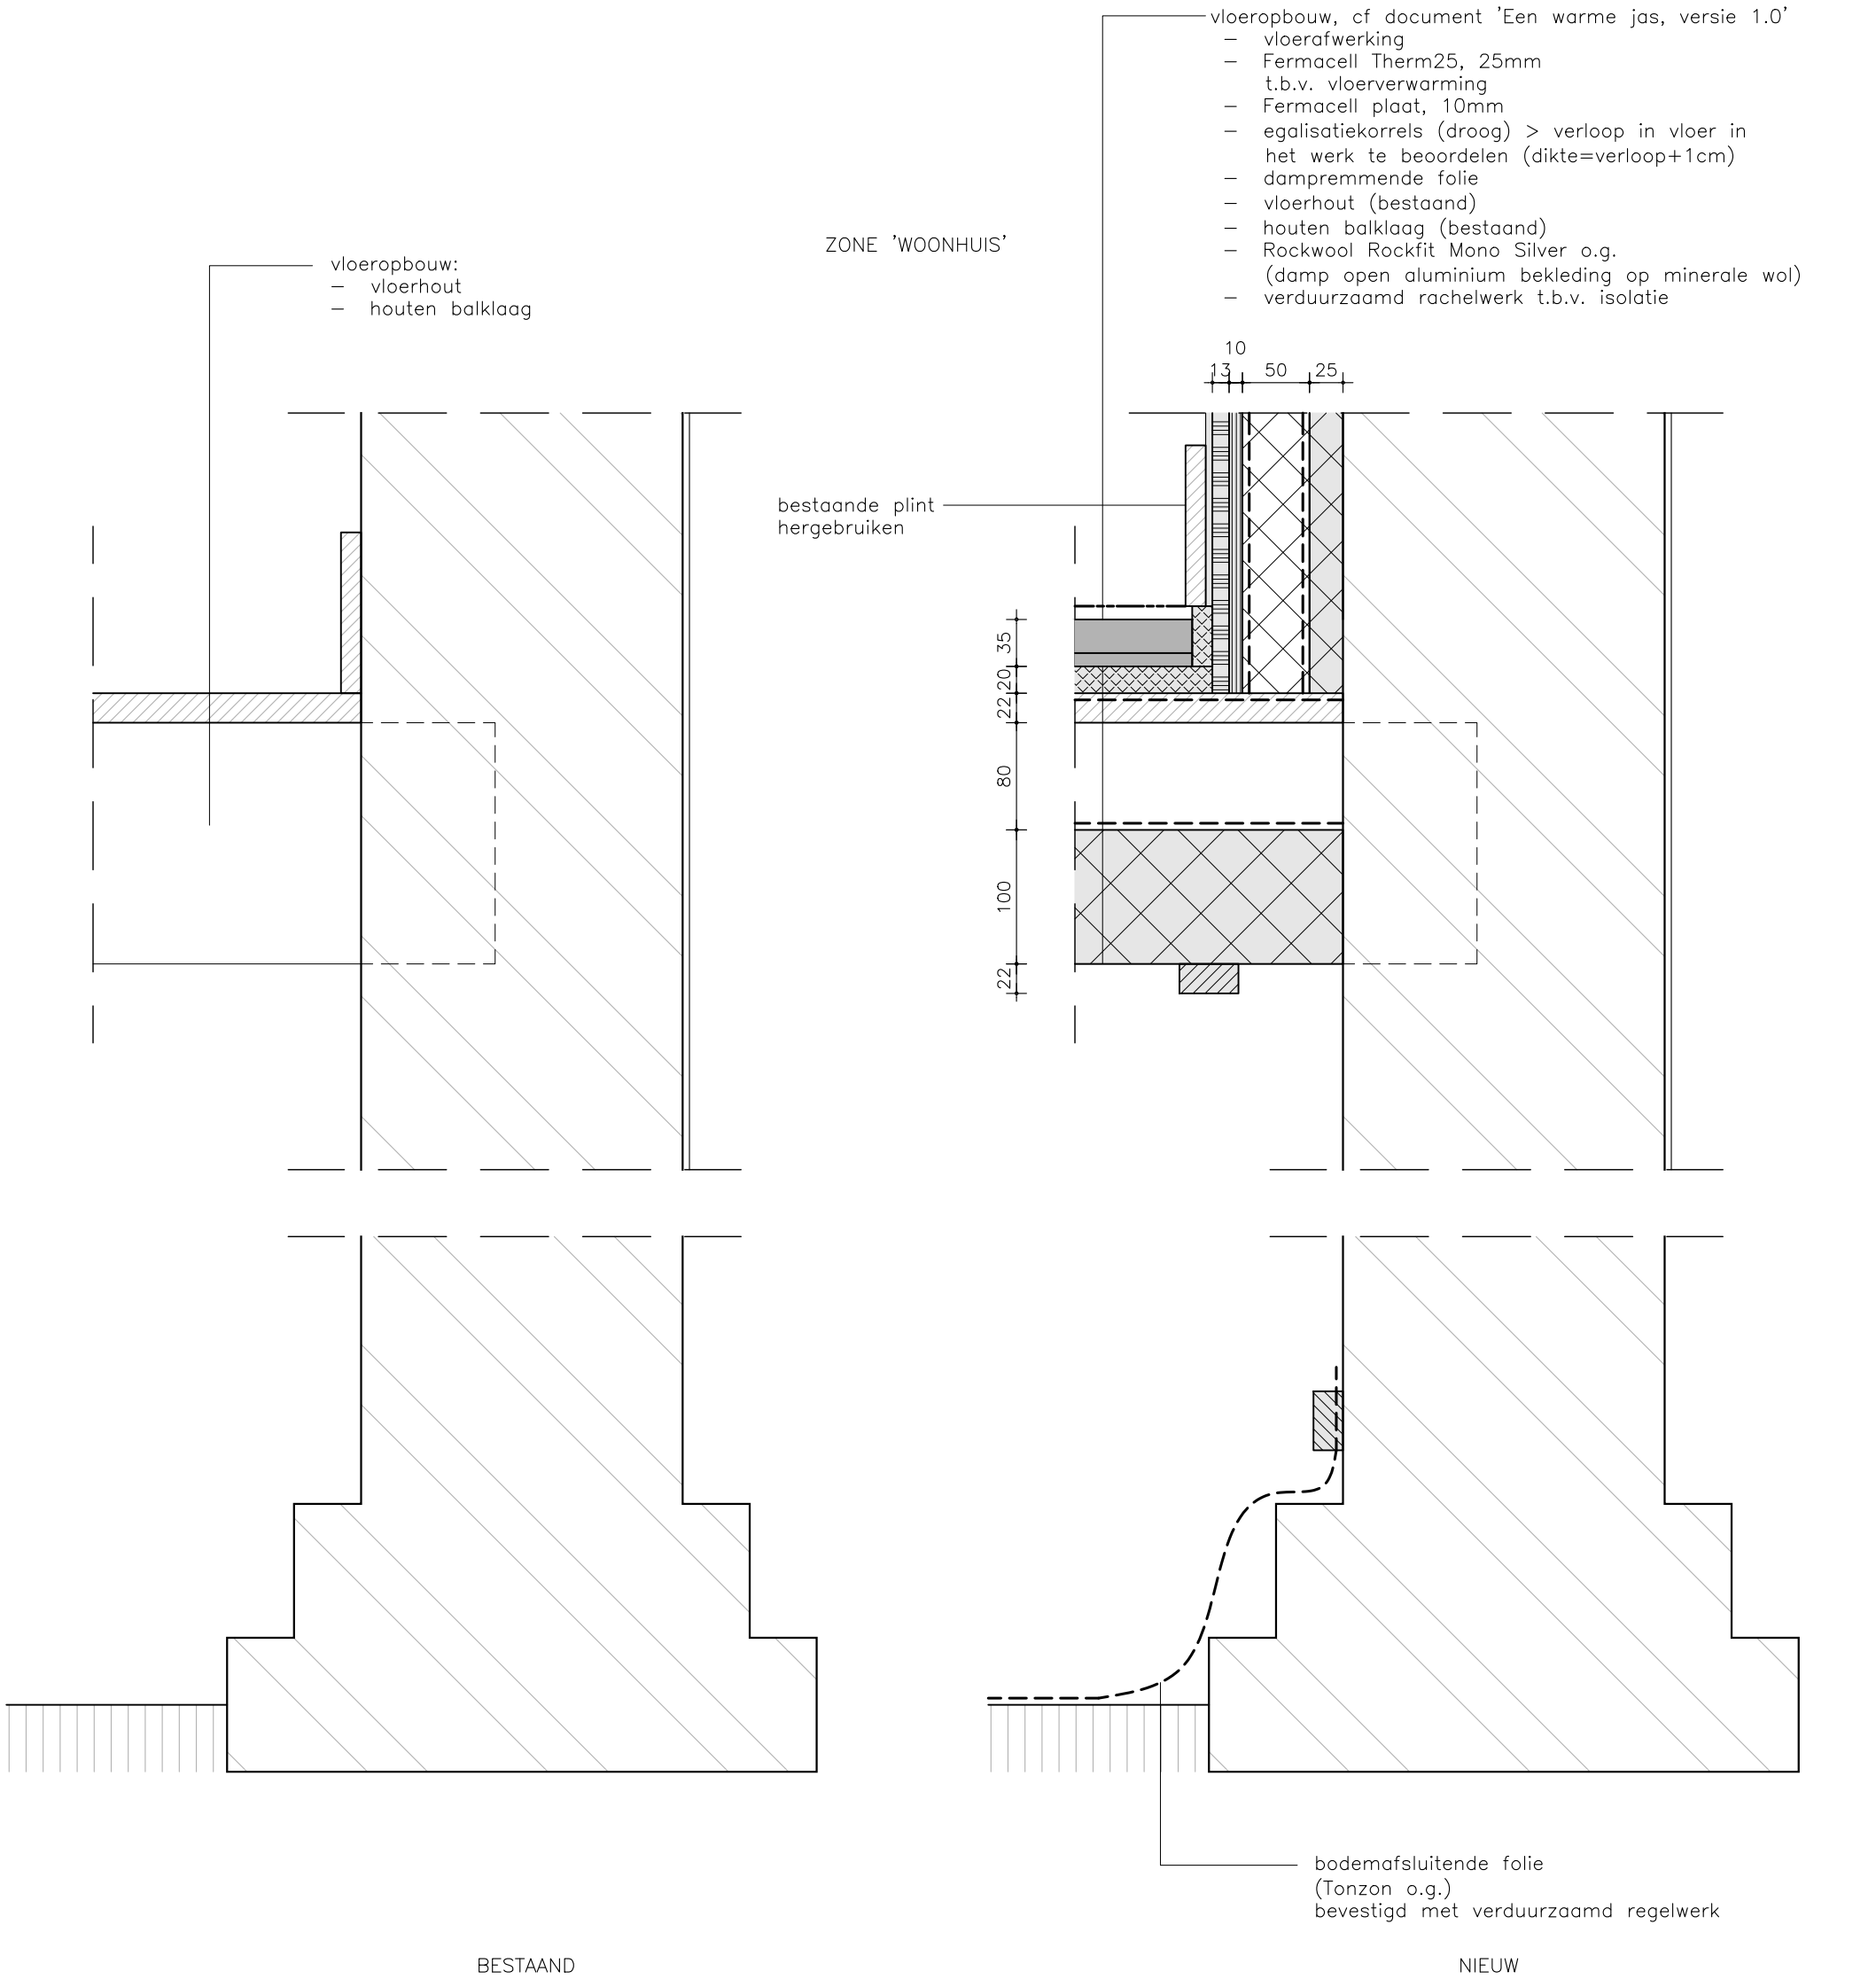 vloeropbouw, cf document 'Een warme jas, versie 1.0'
– vloerafwerking
– Fermacell Therm25, 25mm
t.b.v. vloerverwarming
– Fermacell plaat, 10mm
– egalisatiekorrels (droog) > verloop in vloer in
het werk te beoordelen (dikte=verloop+1cm)
– dampremmende folie
– vloerhout (bestaand)
– houten balklaag (bestaand)
– Rockwool Rockfit Mono Silver o.g.
(damp open aluminium bekleding op minerale wol)
– verduurzaamd rachelwerk t.b.v. isolatie
ZONE 'WOONHUIS'
vloeropbouw:
– vloerhout
– houten balklaag
10
13 50 25
bestaande plint
hergebruiken
35
20
22
80
100
22
bodemafsluitende folie
(Tonzon o.g.)
bevestigd met verduurzaamd regelwerk
BESTAAND
NIEUW